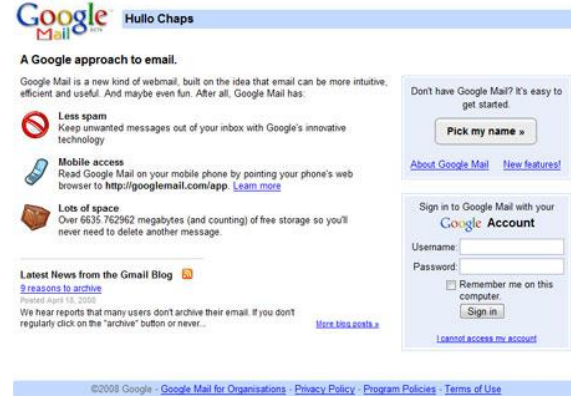 Google
Mail BETA
Hullo Chaps
A Google approach to email.
Google Mail is a new kind of webmail, built on the idea that email can be more intuitive,
efficient and useful. And maybe even fun. After all, Google Mail has:
Less spam
Keep unwanted messages out of your inbox with Google's innovative
technology
Mobile access
Read Google Mail on your mobile phone by pointing your phone's web
browser to http://googlemail.com/app. Learn more
Lots of space
Over 6635.762962 megabytes (and counting) of free storage so you'll
never need to delete another message.
Latest News from the Gmail Blog
9 reasons to archive
Posted April 18, 2008
We hear reports that many users don't archive their email. If you don't
regularly click on the "archive" button or never...
More blog posts »
Don't have Google Mail? It's easy to
get started.
Pick my name »
About Google Mail New features!
Sign in to Google Mail with your
Google Account
Username:
Password:
Remember me on this
computer.
Sign in
I cannot access my account
©2008 Google - Google Mail for Organisations - Privacy Policy - Program Policies - Terms of Use